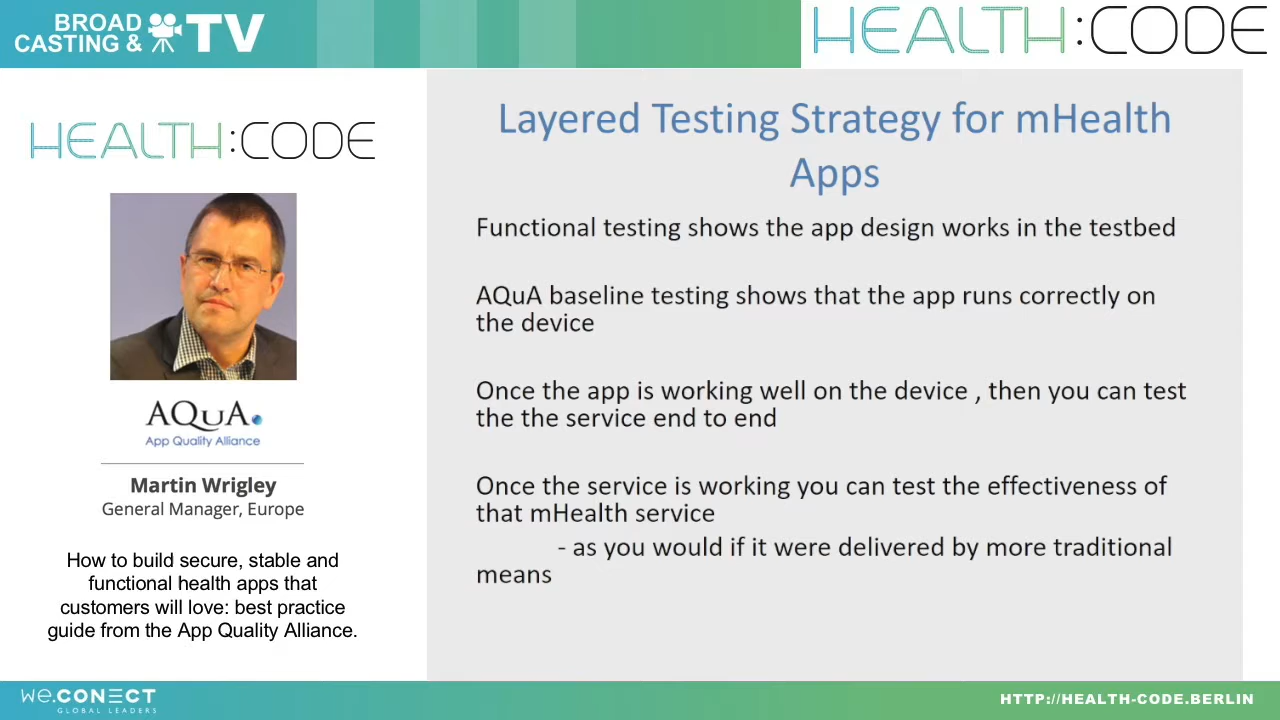 BROAD
CASTING & TV
HEALTH:CODE
HEALTH:CODE
AQuA
App Quality Alliance
Martin Wrigley
General Manager, Europe
How to build secure, stable and
functional health apps that
customers will love: best practice
guide from the App Quality Alliance.
Layered Testing Strategy for mHealth
Apps
Functional testing shows the app design works in the testbed
AQuA baseline testing shows that the app runs correctly on
the device
Once the app is working well on the device , then you can test
the the service end to end
Once the service is working you can test the effectiveness of
that mHealth service
- as you would if it were delivered by more traditional
means
we.CONECT
GLOBAL LEADERS
HTTP://HEALTH-CODE.BERLIN